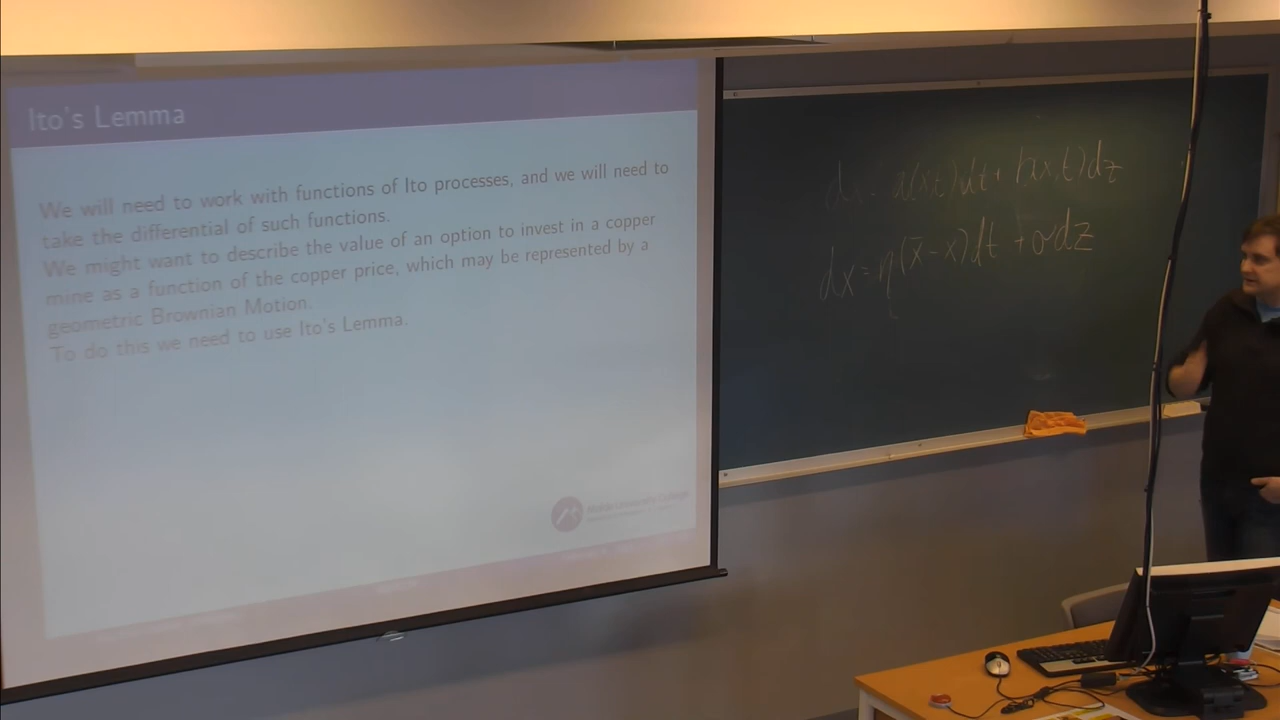 Ito's Lemma
We will need to work with functions of Ito processes, and we will need to
take the differential of such functions.
We might want to describe the value of an option to invest in a copper
mine as a function of the copper price, which may be represented by a
geometric Brownian Motion.
To do this we need to use Ito's Lemma.
Molde University College
dx = a(x,t)dt + b(x,t)dz
dx = η(x̄-x)dt + σdz